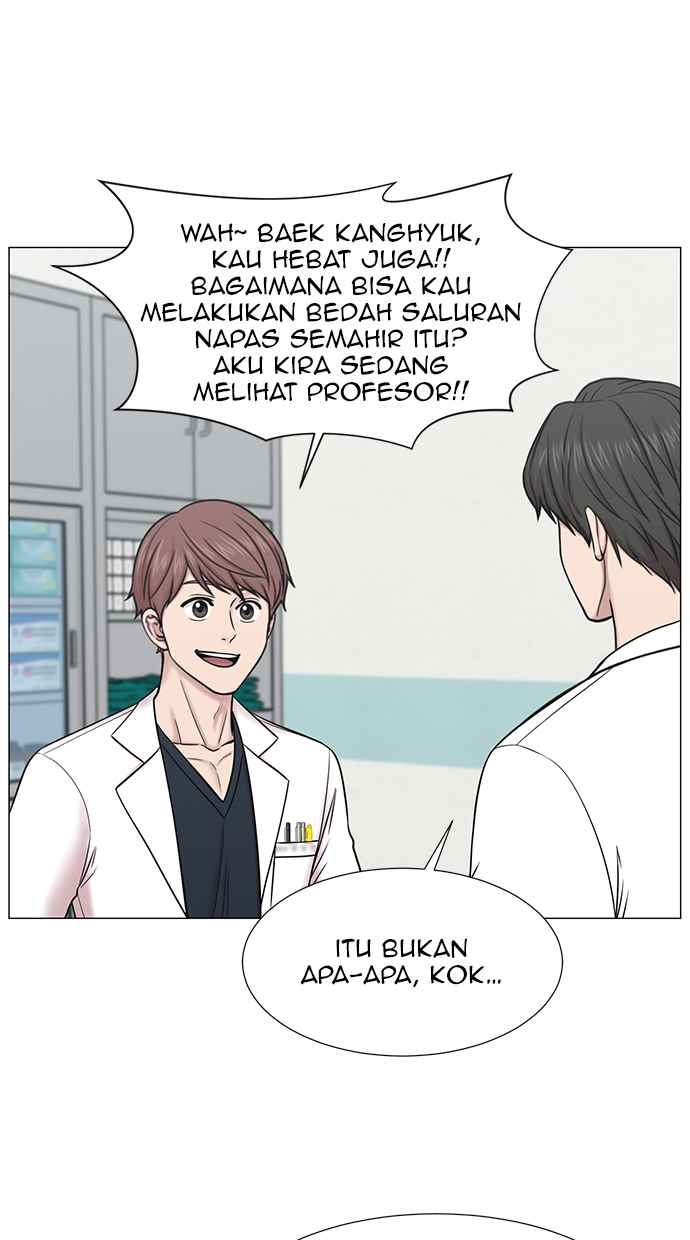 WAH~ BAEK KANGHYUK,
KAU HEBAT JUGA!!
BAGAIMANA BISA KAU
MELAKUKAN BEDAH SALURAN
NAPAS SEMAHIR ITU?
AKU KIRA SEDANG
MELIHAT PROFESOR!!
ITU BUKAN
APA-APA, KOK...